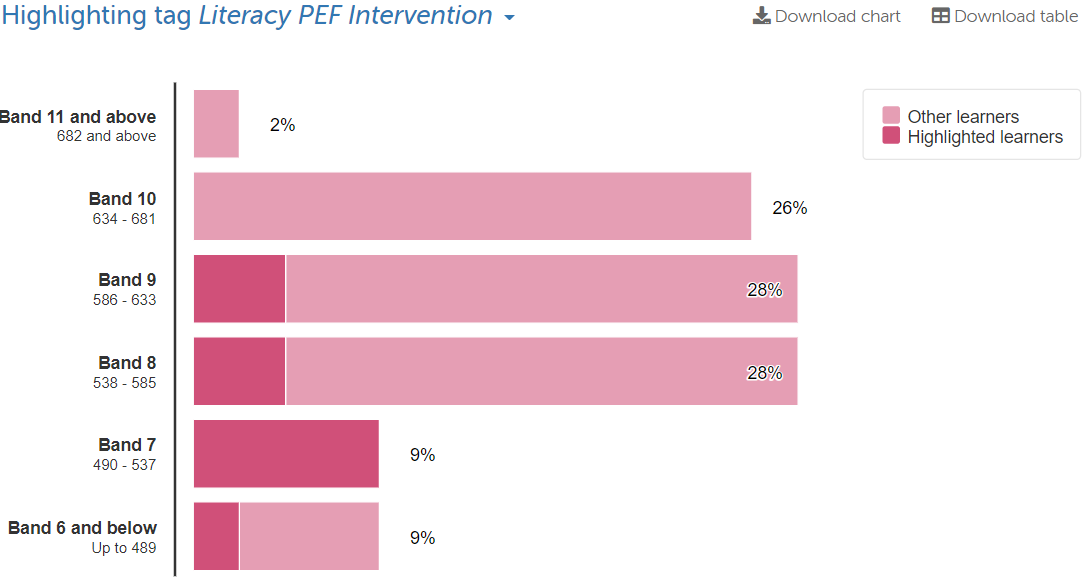 Highlighting tag Literacy PEF Intervention
Download chart
Download table
Band 11 and above
682 and above
2%
Other learners
Highlighted learners
Band 10
634 - 681
26%
Band 9
586 - 633
28%
Band 8
538 - 585
28%
Band 7
490 - 537
9%
Band 6 and below
Up to 489
9%